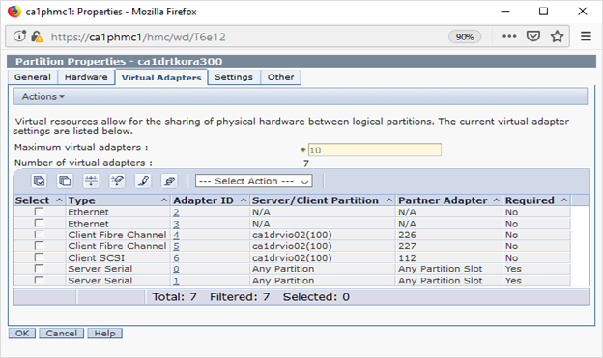 ca1phmc1: Properties - Mozilla Firefox
https://ca1phmc1/hmc/wd/T6e12 90%
Partition Properties - ca1drtkora300
General Hardware Virtual Adapters Settings Other
Actions
Virtual resources allow for the sharing of physical hardware between logical partitions. The current virtual adapter
settings are listed below.
Maximum virtual adapters : * 10
Number of virtual adapters : 7
--- Select Action ---
Select Type Adapter ID Server/Client Partition Partner Adapter Required
Ethernet 2 N/A N/A No
Ethernet 3 N/A N/A No
Client Fibre Channel 4 ca1drvio02(100) 226 No
Client Fibre Channel 5 ca1drvio02(100) 227 No
Client SCSI 6 ca1drvio02(100) 112 No
Server Serial 0 Any Partition Any Partition Slot Yes
Server Serial 1 Any Partition Any Partition Slot Yes
Total: 7 Filtered: 7 Selected: 0
OK Cancel Help